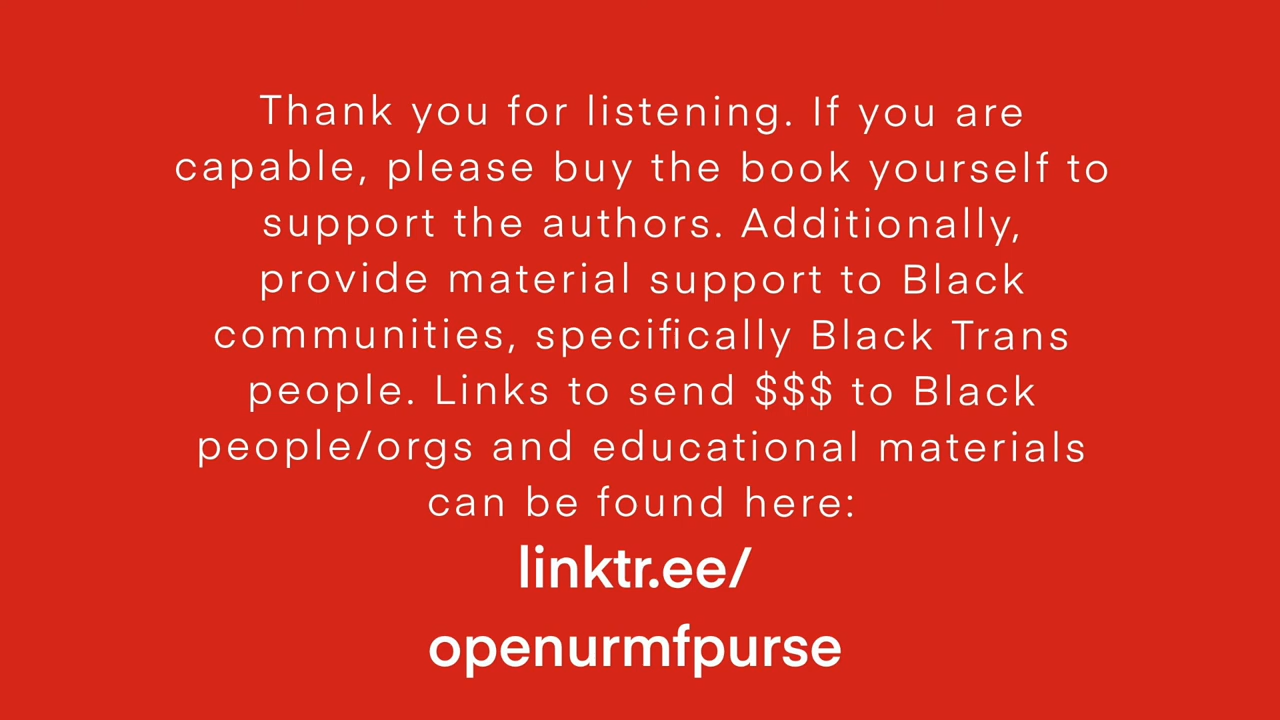 Thank you for listening. If you are
capable, please buy the book yourself to
support the authors. Additionally,
provide material support to Black
communities, specifically Black Trans
people. Links to send $$$ to Black
people/orgs and educational materials
can be found here:
linktr.ee/
openurmfpurse